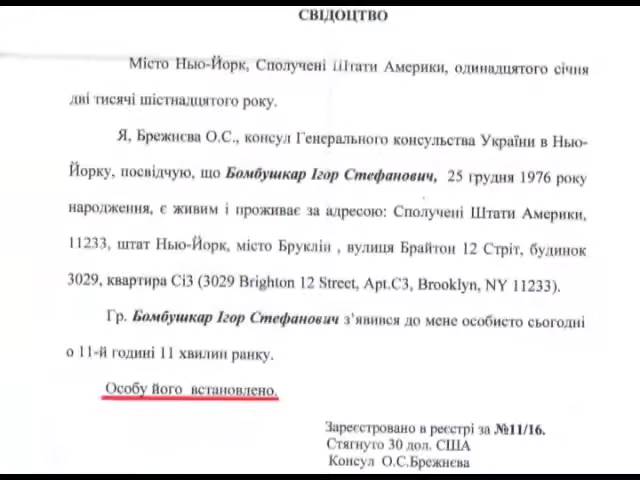 СВІДОЦТВО
Місто Нью-Йорк, Сполучені Штати Америки, одинадцятого січня
дві тисячі шістнадцятого року.
Я, Брежнєва О.С., консул Генерального консульства України в Нью-
Йорку, посвідчую, що Бомбушкар Ігор Стефанович, 25 грудня 1976 року
народження, є живим і проживає за адресою: Сполучені Штати Америки,
11233, штат Нью-Йорк, місто Бруклін , вулиця Брайтон 12 Стріт, будинок
3029, квартира Сі3 (3029 Brighton 12 Street, Apt.C3, Brooklyn, NY 11233).
Гр. Бомбушкар Ігор Стефанович з’явився до мене особисто сьогодні
о 11-й годині 11 хвилин ранку.
Особу його встановлено.
Зареєстровано в реєстрі за №11/16.
Стягнуто 30 дол. США
Консул О.С.Брежнєва